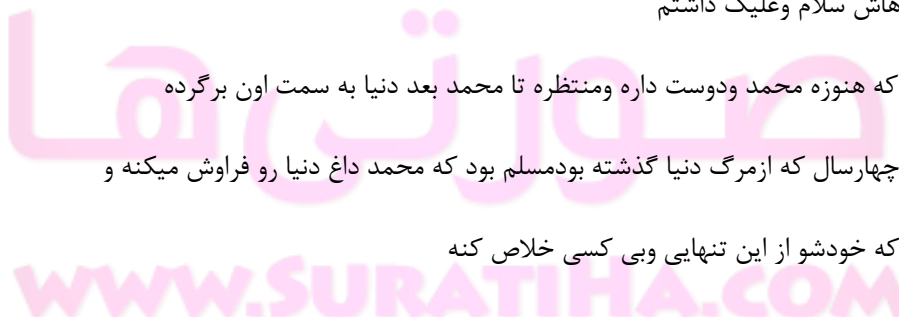 هاش سلام وعلیک داشتم
که هنوزه محمد ودوست داره ومنتظره تا محمد بعد دنیا به سمت اون برگرده
چهارسال که ازمرگ دنیا گذشته بودمسلم بود که محمد داغ دنیا رو فراوش میکنه و
که خودشو از این تنهایی وبی کسی خلاص کنه
صورتی ها
WWW.SURATIHA.COM